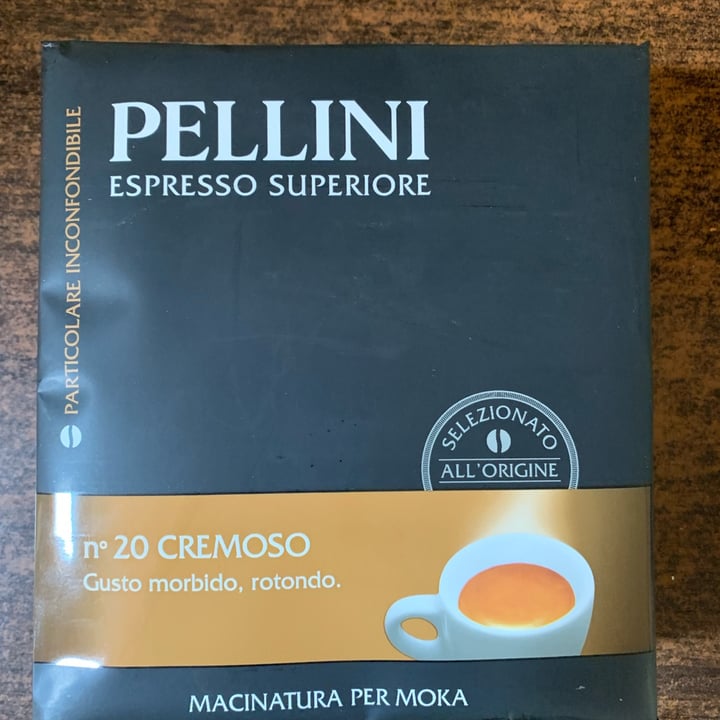 PELLINI
ESPRESSO SUPERIORE
PARTICOLARE INCONFONDIBILE
SELEZIONATO
ALL'ORIGINE
n° 20 CREMOSO
Gusto morbido, rotondo.
MACINATURA PER MOKA